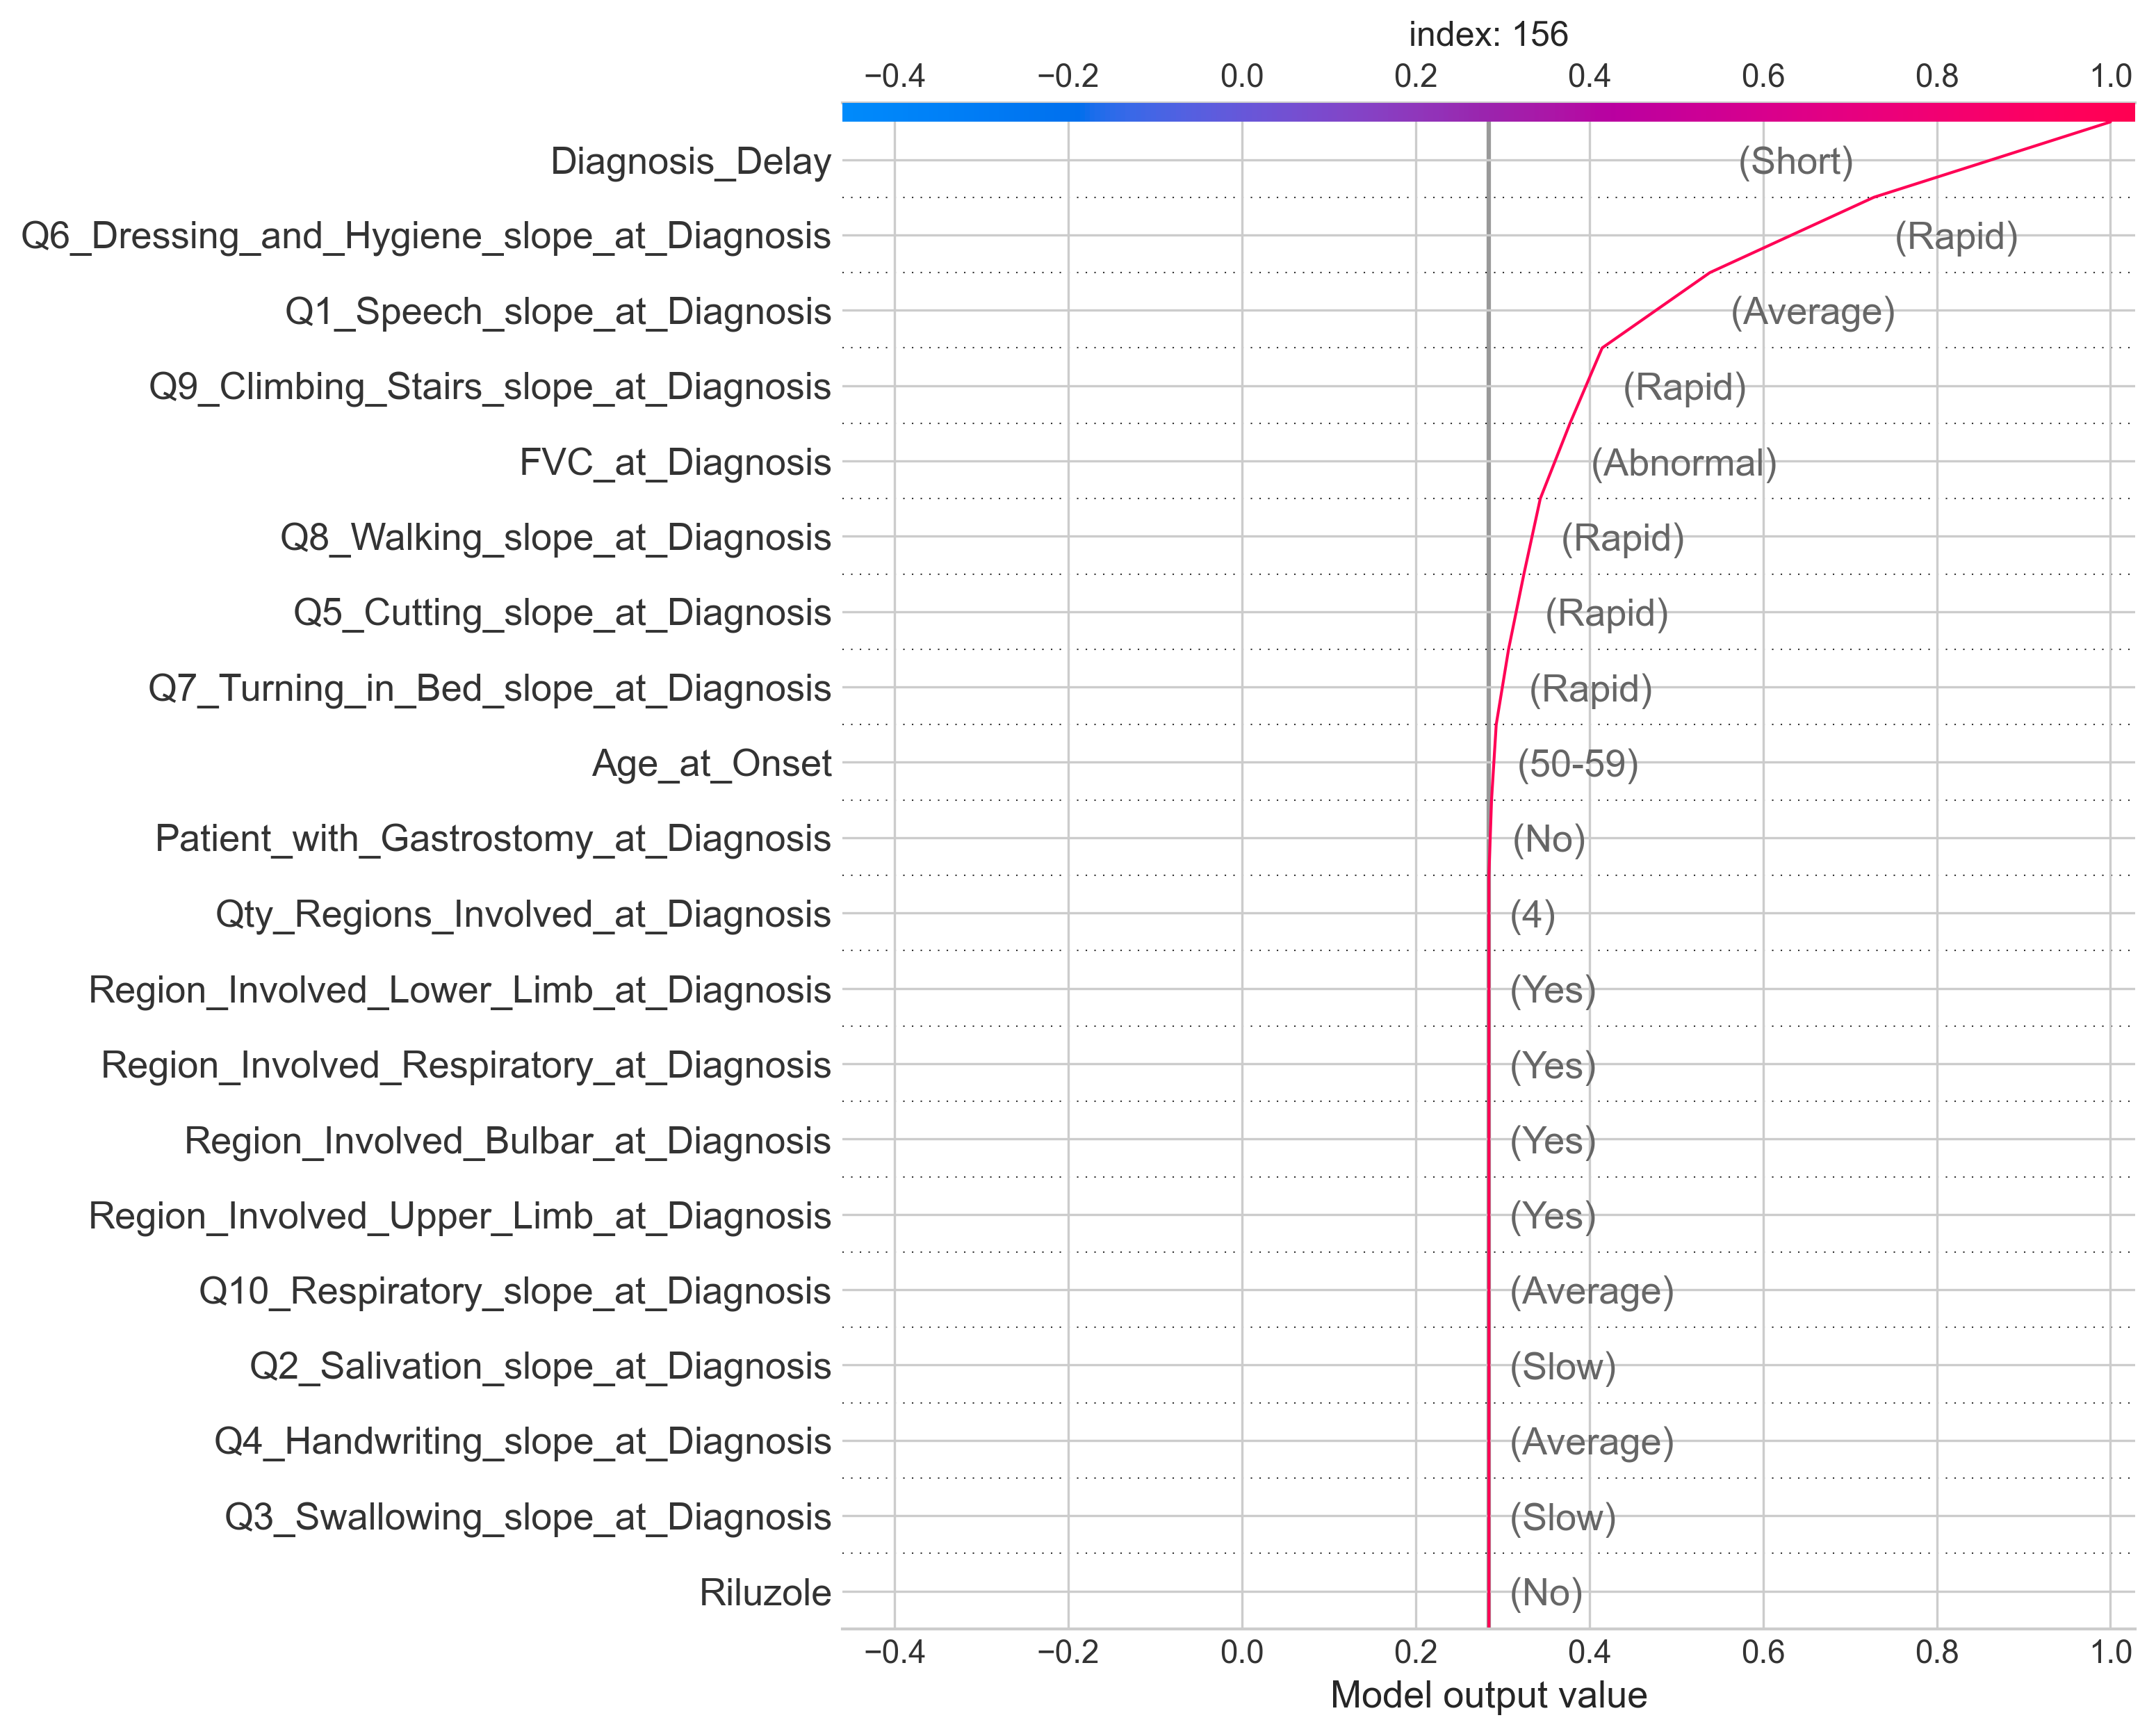 index: 156
−0.4 −0.2 0.0 0.2 0.4 0.6 0.8 1.0
Diagnosis_Delay (Short)
Q6_Dressing_and_Hygiene_slope_at_Diagnosis (Rapid)
Q1_Speech_slope_at_Diagnosis (Average)
Q9_Climbing_Stairs_slope_at_Diagnosis (Rapid)
FVC_at_Diagnosis (Abnormal)
Q8_Walking_slope_at_Diagnosis (Rapid)
Q5_Cutting_slope_at_Diagnosis (Rapid)
Q7_Turning_in_Bed_slope_at_Diagnosis (Rapid)
Age_at_Onset (50-59)
Patient_with_Gastrostomy_at_Diagnosis (No)
Qty_Regions_Involved_at_Diagnosis (4)
Region_Involved_Lower_Limb_at_Diagnosis (Yes)
Region_Involved_Respiratory_at_Diagnosis (Yes)
Region_Involved_Bulbar_at_Diagnosis (Yes)
Region_Involved_Upper_Limb_at_Diagnosis (Yes)
Q10_Respiratory_slope_at_Diagnosis (Average)
Q2_Salivation_slope_at_Diagnosis (Slow)
Q4_Handwriting_slope_at_Diagnosis (Average)
Q3_Swallowing_slope_at_Diagnosis (Slow)
Riluzole (No)
−0.4 −0.2 0.0 0.2 0.4 0.6 0.8 1.0
Model output value